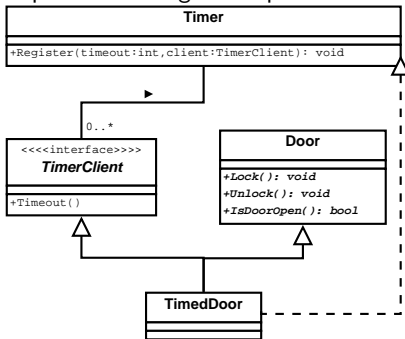 Timer
+Register(timeout:int,client:TimerClient): void
0..*
<<<<interface>>>>
TimerClient
+Timeout()
Door
+Lock(): void
+Unlock(): void
+IsDoorOpen(): bool
TimedDoor